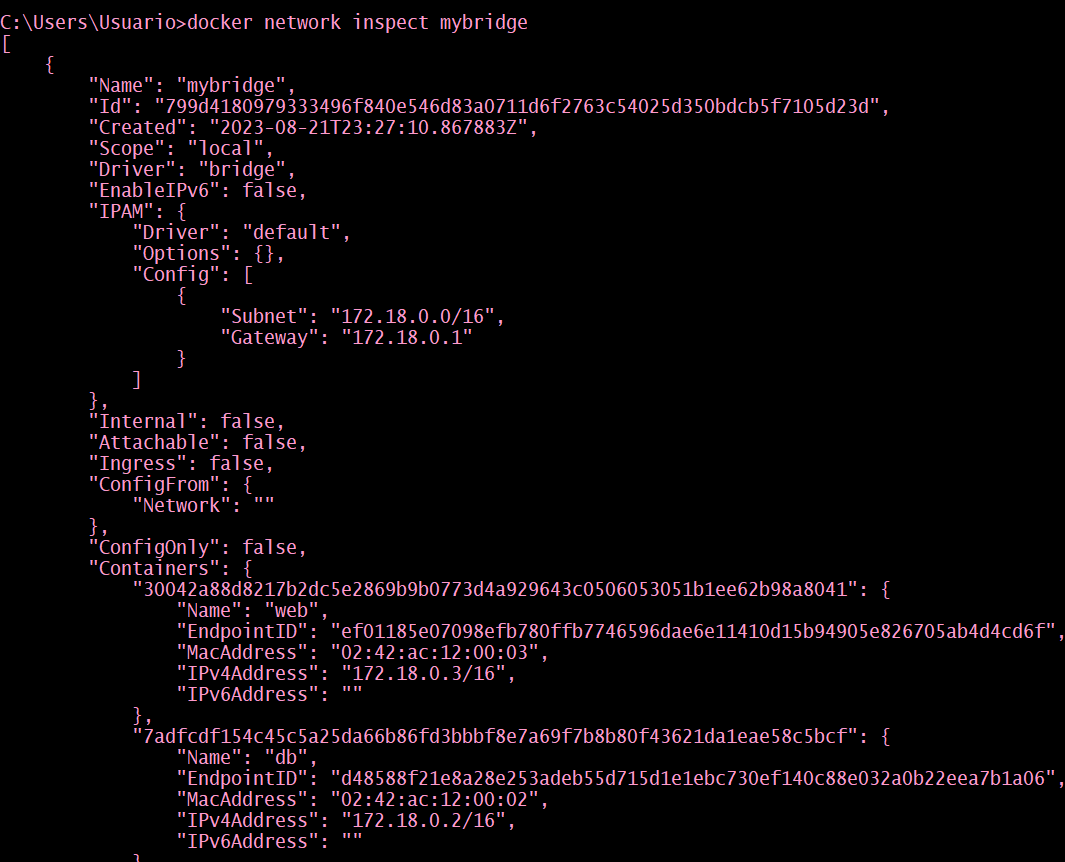 C:\Users\Usuario>docker network inspect mybridge
[
    {
        "Name": "mybridge",
        "Id": "799d4180979333496f840e546d83a0711d6f2763c54025d350bdcb5f7105d23d",
        "Created": "2023-08-21T23:27:10.867883Z",
        "Scope": "local",
        "Driver": "bridge",
        "EnableIPv6": false,
        "IPAM": {
            "Driver": "default",
            "Options": {},
            "Config": [
                {
                    "Subnet": "172.18.0.0/16",
                    "Gateway": "172.18.0.1"
                }
            ]
        },
        "Internal": false,
        "Attachable": false,
        "Ingress": false,
        "ConfigFrom": {
            "Network": ""
        },
        "ConfigOnly": false,
        "Containers": {
            "30042a88d8217b2dc5e2869b9b0773d4a929643c0506053051b1ee62b98a8041": {
                "Name": "web",
                "EndpointID": "ef01185e07098efb780ffb7746596dae6e11410d15b94905e826705ab4d4cd6f",
                "MacAddress": "02:42:ac:12:00:03",
                "IPv4Address": "172.18.0.3/16",
                "IPv6Address": ""
            },
            "7adfcdf154c45c5a25da66b86fd3bbbf8e7a69f7b8b80f43621da1eae58c5bcf": {
                "Name": "db",
                "EndpointID": "d48588f21e8a28e253adeb55d715d1e1ebc730ef140c88e032a0b22eea7b1a06",
                "MacAddress": "02:42:ac:12:00:02",
                "IPv4Address": "172.18.0.2/16",
                "IPv6Address": ""
            }